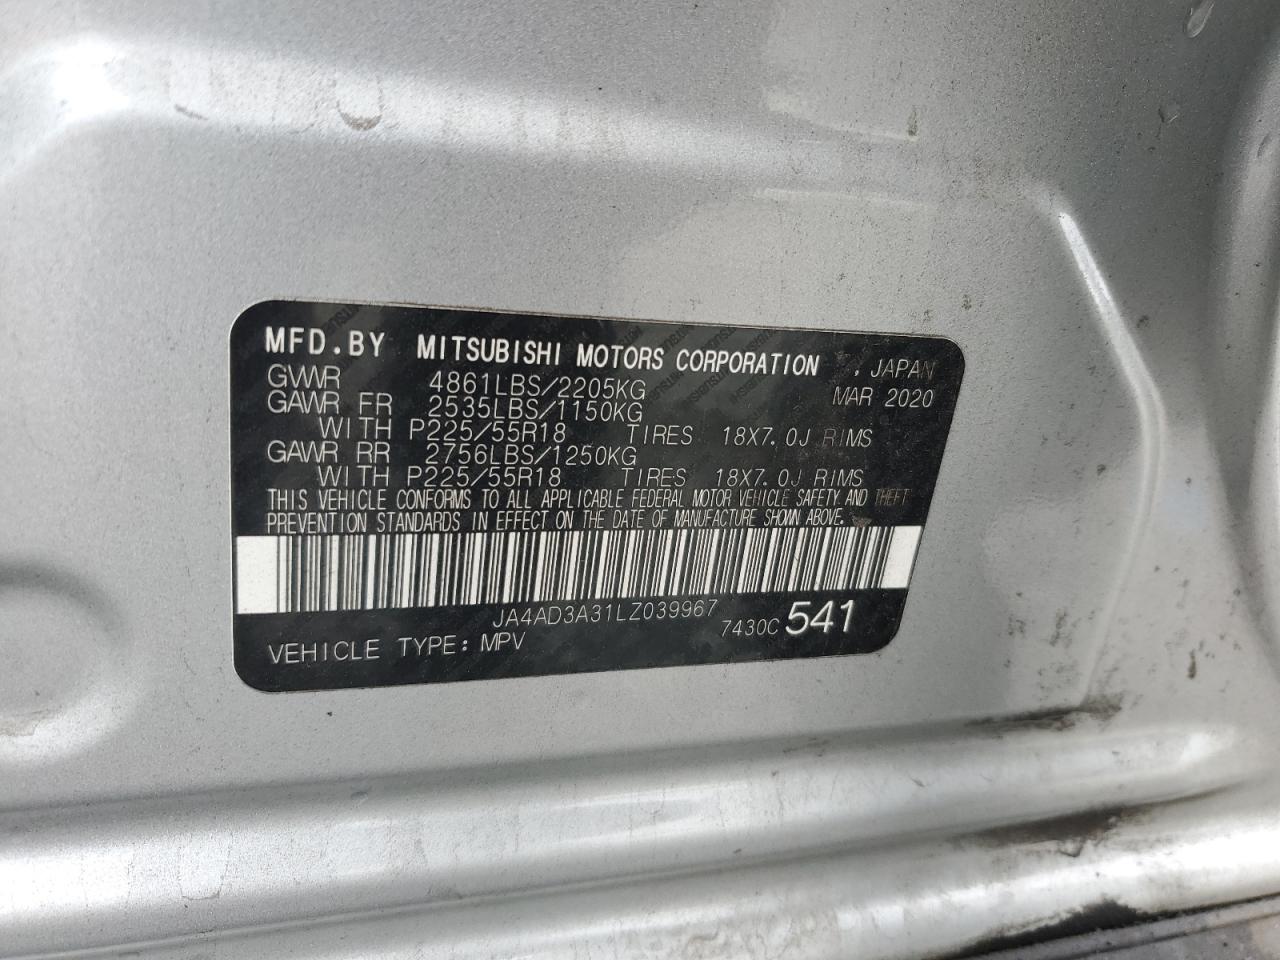 MFD.BY MITSUBISHI MOTORS CORPORATION , JAPAN
GVWR 4861LBS/2205KG MAR 2020
GAWR FR 2535LBS/1150KG
WITH P225/55R18 TIRES 18X7.0J RIMS
GAWR RR 2756LBS/1250KG
WITH P225/55R18 TIRES 18X7.0J RIMS
THIS VEHICLE CONFORMS TO ALL APPLICABLE FEDERAL MOTOR VEHICLE SAFETY AND THEFT
PREVENTION STANDARDS IN EFFECT ON THE DATE OF MANUFACTURE SHOWN ABOVE.
JA4AD3A31LZ039967
7430C 541
VEHICLE TYPE: MPV